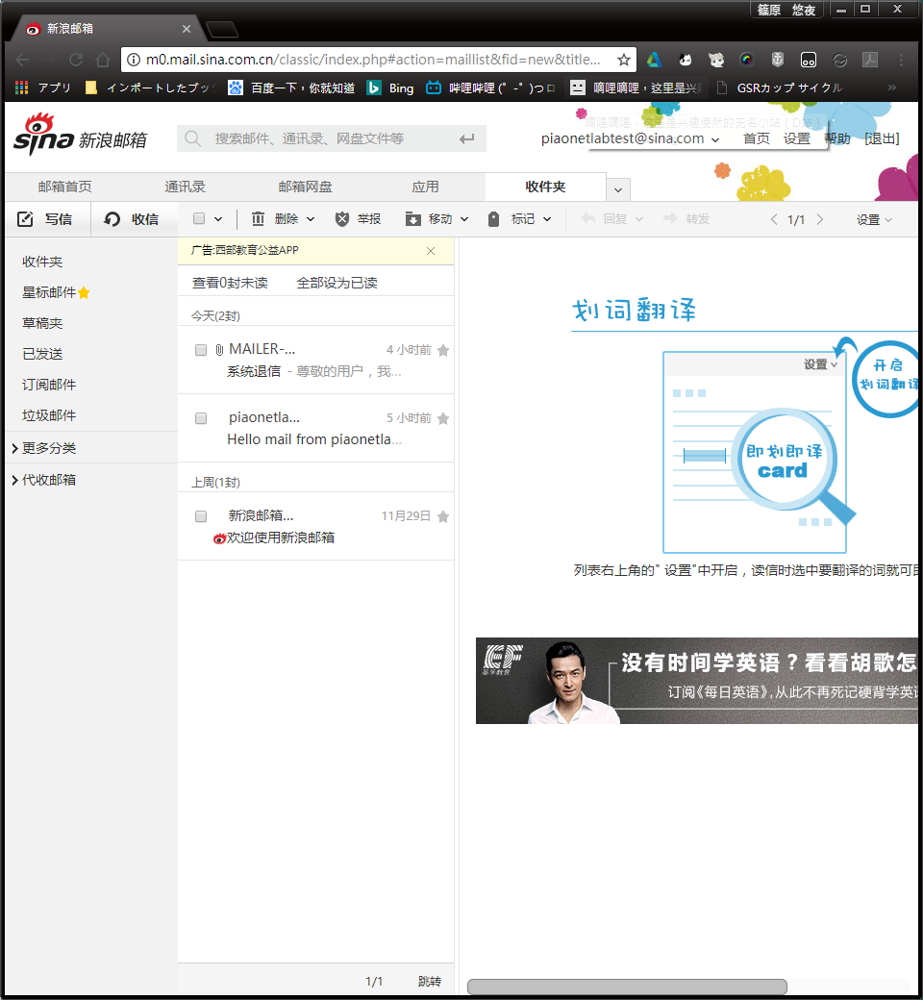 篠原 悠夜
新浪邮箱
m0.mail.sina.com.cn/classic/index.php#action=maillist&fid=new&title...
アプリ インポートしたブッ 百度一下，你就知道 Bing 哔哩哔哩 (゜-゜)つロ 嘀哩嘀哩，这里是兴 GSRカップ サイクル »
sina 新浪邮箱
搜索邮件、通讯录、网盘文件等
piaonetlabtest@sina.com 首页 设置 帮助 [退出]
邮箱首页 通讯录 邮箱网盘 应用 收件夹
写信 收信 删除 举报 移动 标记 回复 转发 1/1 设置
收件夹
星标邮件
草稿夹
已发送
订阅邮件
垃圾邮件
更多分类
代收邮箱
广告:西部教育公益APP
查看0封未读 全部设为已读
今天(2封)
MAILER-... 4 小时前
系统退信 - 尊敬的用户，我...
piaonetla... 5 小时前
Hello mail from piaonetla...
上周(1封)
新浪邮箱... 11月29日
欢迎使用新浪邮箱
1/1 跳转
划词翻译
设置
开启
划词翻译
即划即译
card
列表右上角的" 设置"中开启，读信时选中要翻译的词就可
EF
英孚教育
没有时间学英语？看看胡歌怎
订阅《每日英语》,从此不再死记硬背学英语